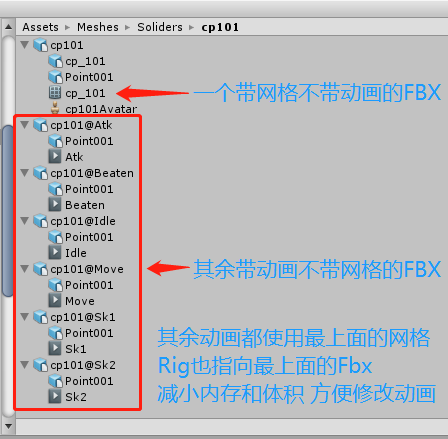 Assets ▸ Meshes ▸ Soliders ▸ cp101
cp101
cp_101
Point001
cp_101
cp101Avatar
一个带网格不带动画的FBX
cp101@Atk
Point001
Atk
cp101@Beaten
Point001
Beaten
cp101@Idle
Point001
Idle
cp101@Move
Point001
Move
其余带动画不带网格的FBX
cp101@Sk1
Point001
Sk1
cp101@Sk2
Point001
Sk2
其余动画都使用最上面的网格
Rig也指向最上面的Fbx
减小内存和体积 方便修改动画